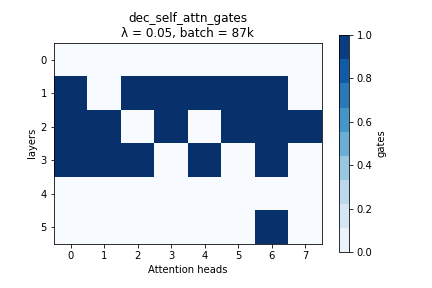 dec_self_attn_gates
λ = 0.05, batch = 87k
layers
0
1
2
3
4
5
0 1 2 3 4 5 6 7
Attention heads
1.0
0.8
0.6
0.4
0.2
0.0
gates